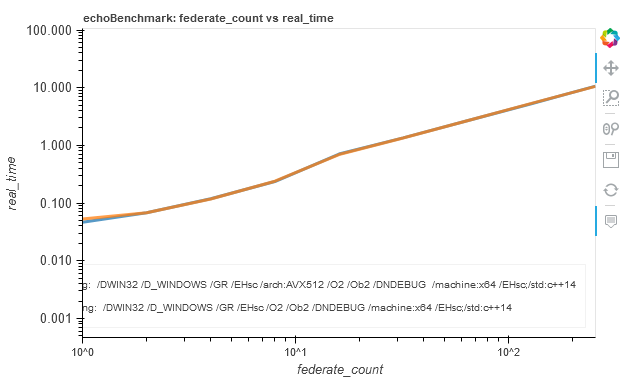 echoBenchmark: federate_count vs real_time
100.000
10.000
1.000
0.100
0.010
0.001
real_time
g: /DWIN32 /D_WINDOWS /GR /EHsc /arch:AVX512 /O2 /Ob2 /DNDEBUG /machine:x64 /EHsc;/std:c++14
ng: /DWIN32 /D_WINDOWS /GR /EHsc /O2 /Ob2 /DNDEBUG /machine:x64 /EHsc;/std:c++14
10^0
10^1
10^2
federate_count